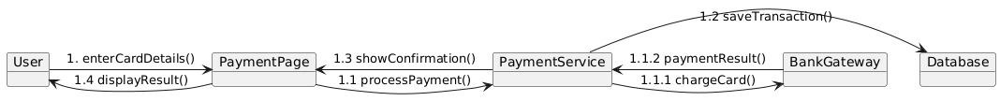 1.2 saveTransaction()
User
1. enterCardDetails()
PaymentPage
1.3 showConfirmation()
PaymentService
1.1.2 paymentResult()
BankGateway
Database
1.4 displayResult()
1.1 processPayment()
1.1.1 chargeCard()